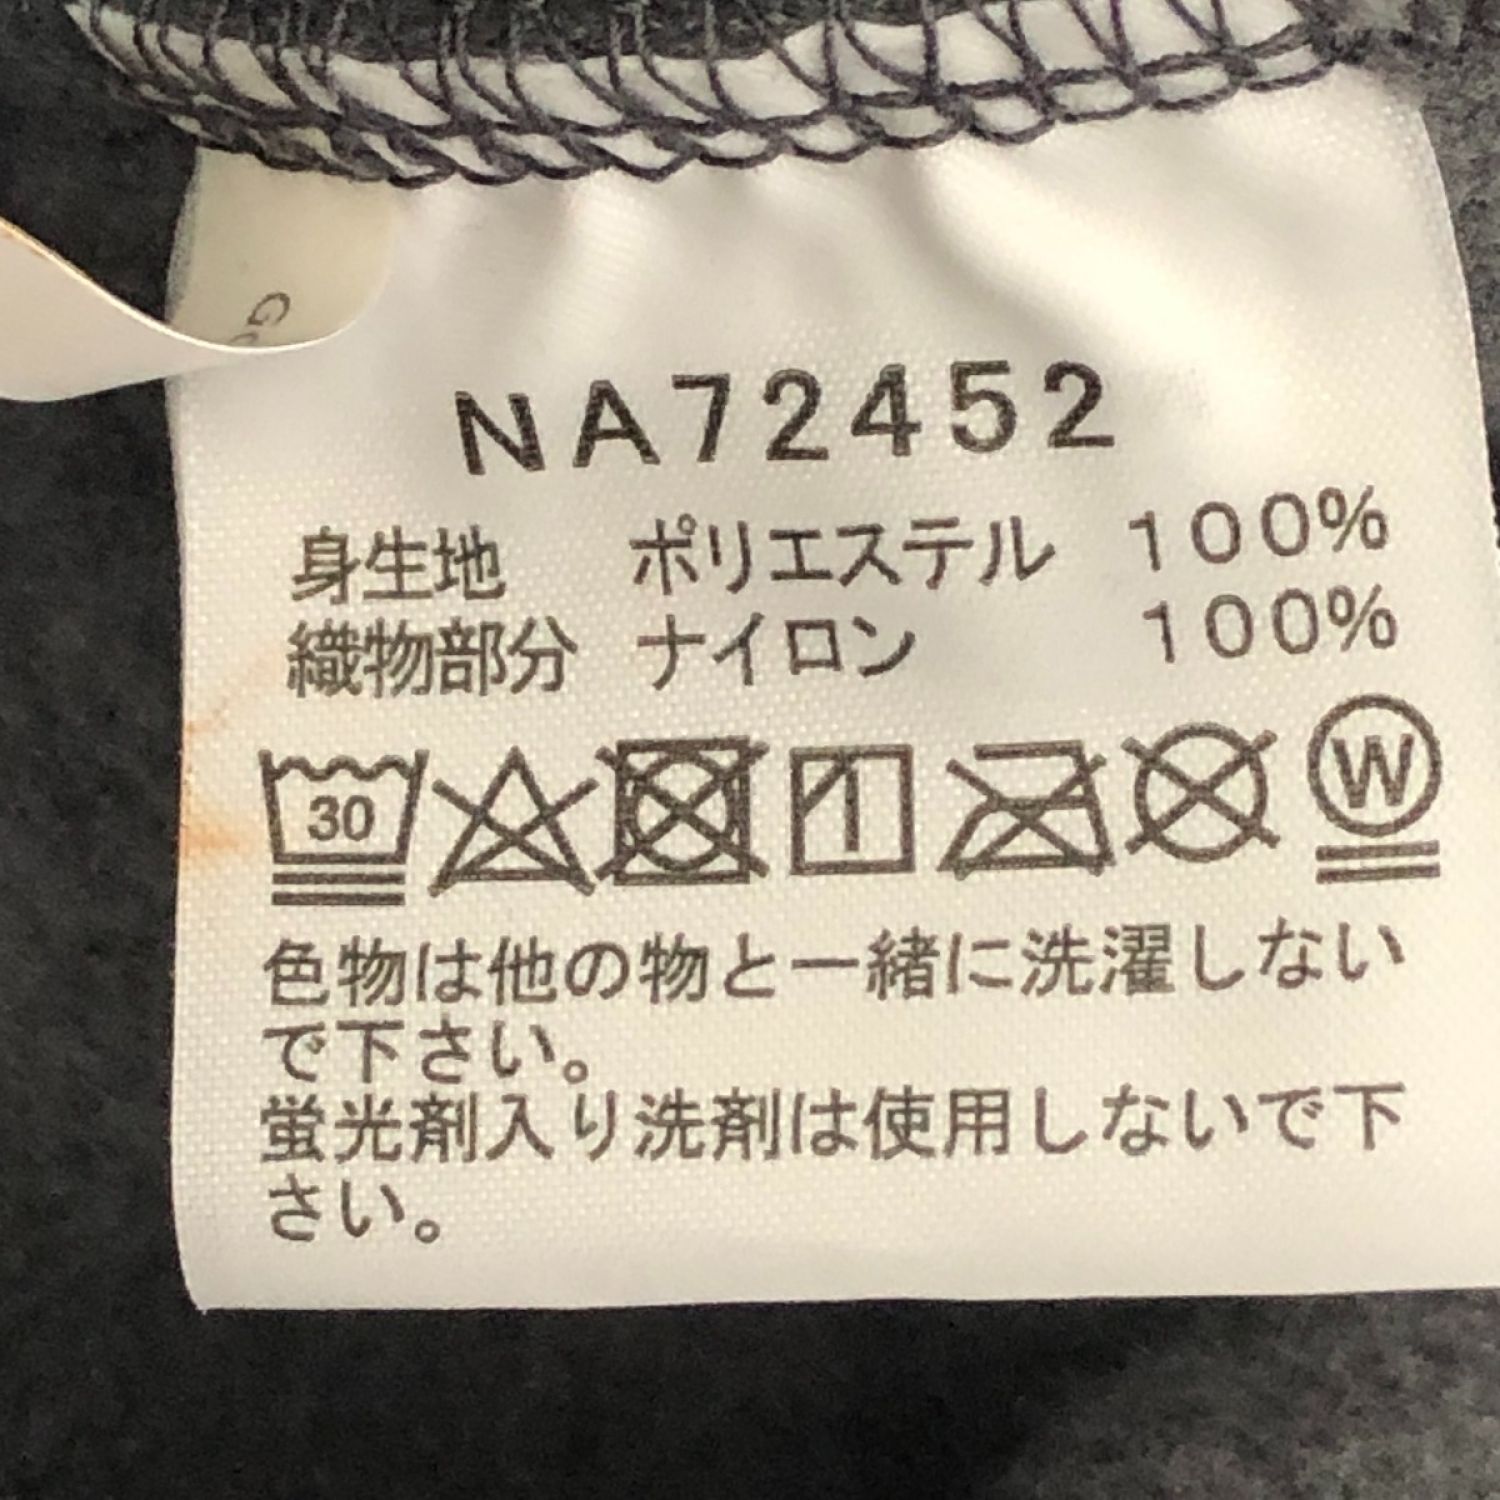 NA72452
身生地 ポリエステル 100%
織物部分 ナイロン 100%
30 W
色物は他の物と一緒に洗濯しない
で下さい。
蛍光剤入り洗剤は使用しないで下
さい。